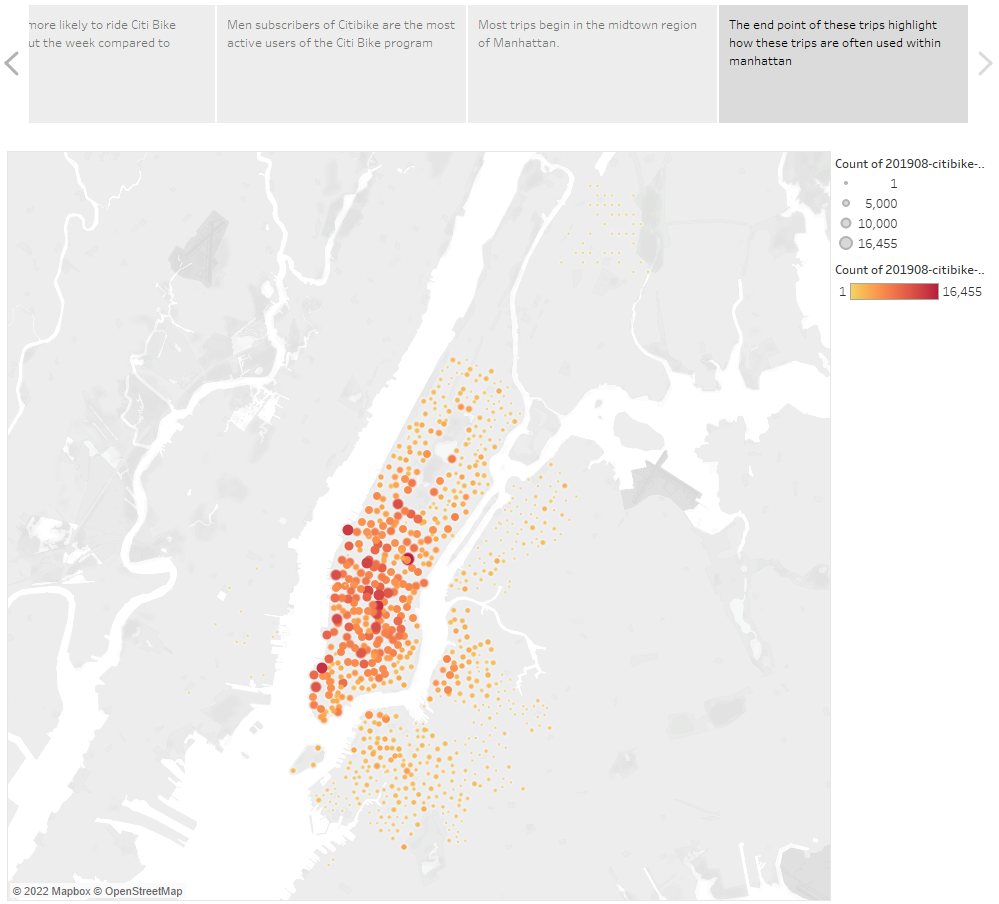 more likely to ride Citi Bike
ut the week compared to
Men subscribers of Citibike are the most
active users of the Citi Bike program
Most trips begin in the midtown region
of Manhattan.
The end point of these trips highlight
how these trips are often used within
manhattan
Count of 201908-citibike-..
1
5,000
10,000
16,455
Count of 201908-citibike-..
1 16,455
© 2022 Mapbox © OpenStreetMap